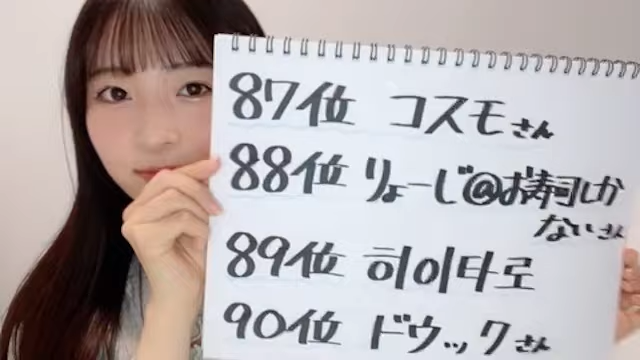 87位 コスモさん
88位 りょーじ@お寿司しか
ないさん
89位 히이타로
90位 ドウックさん